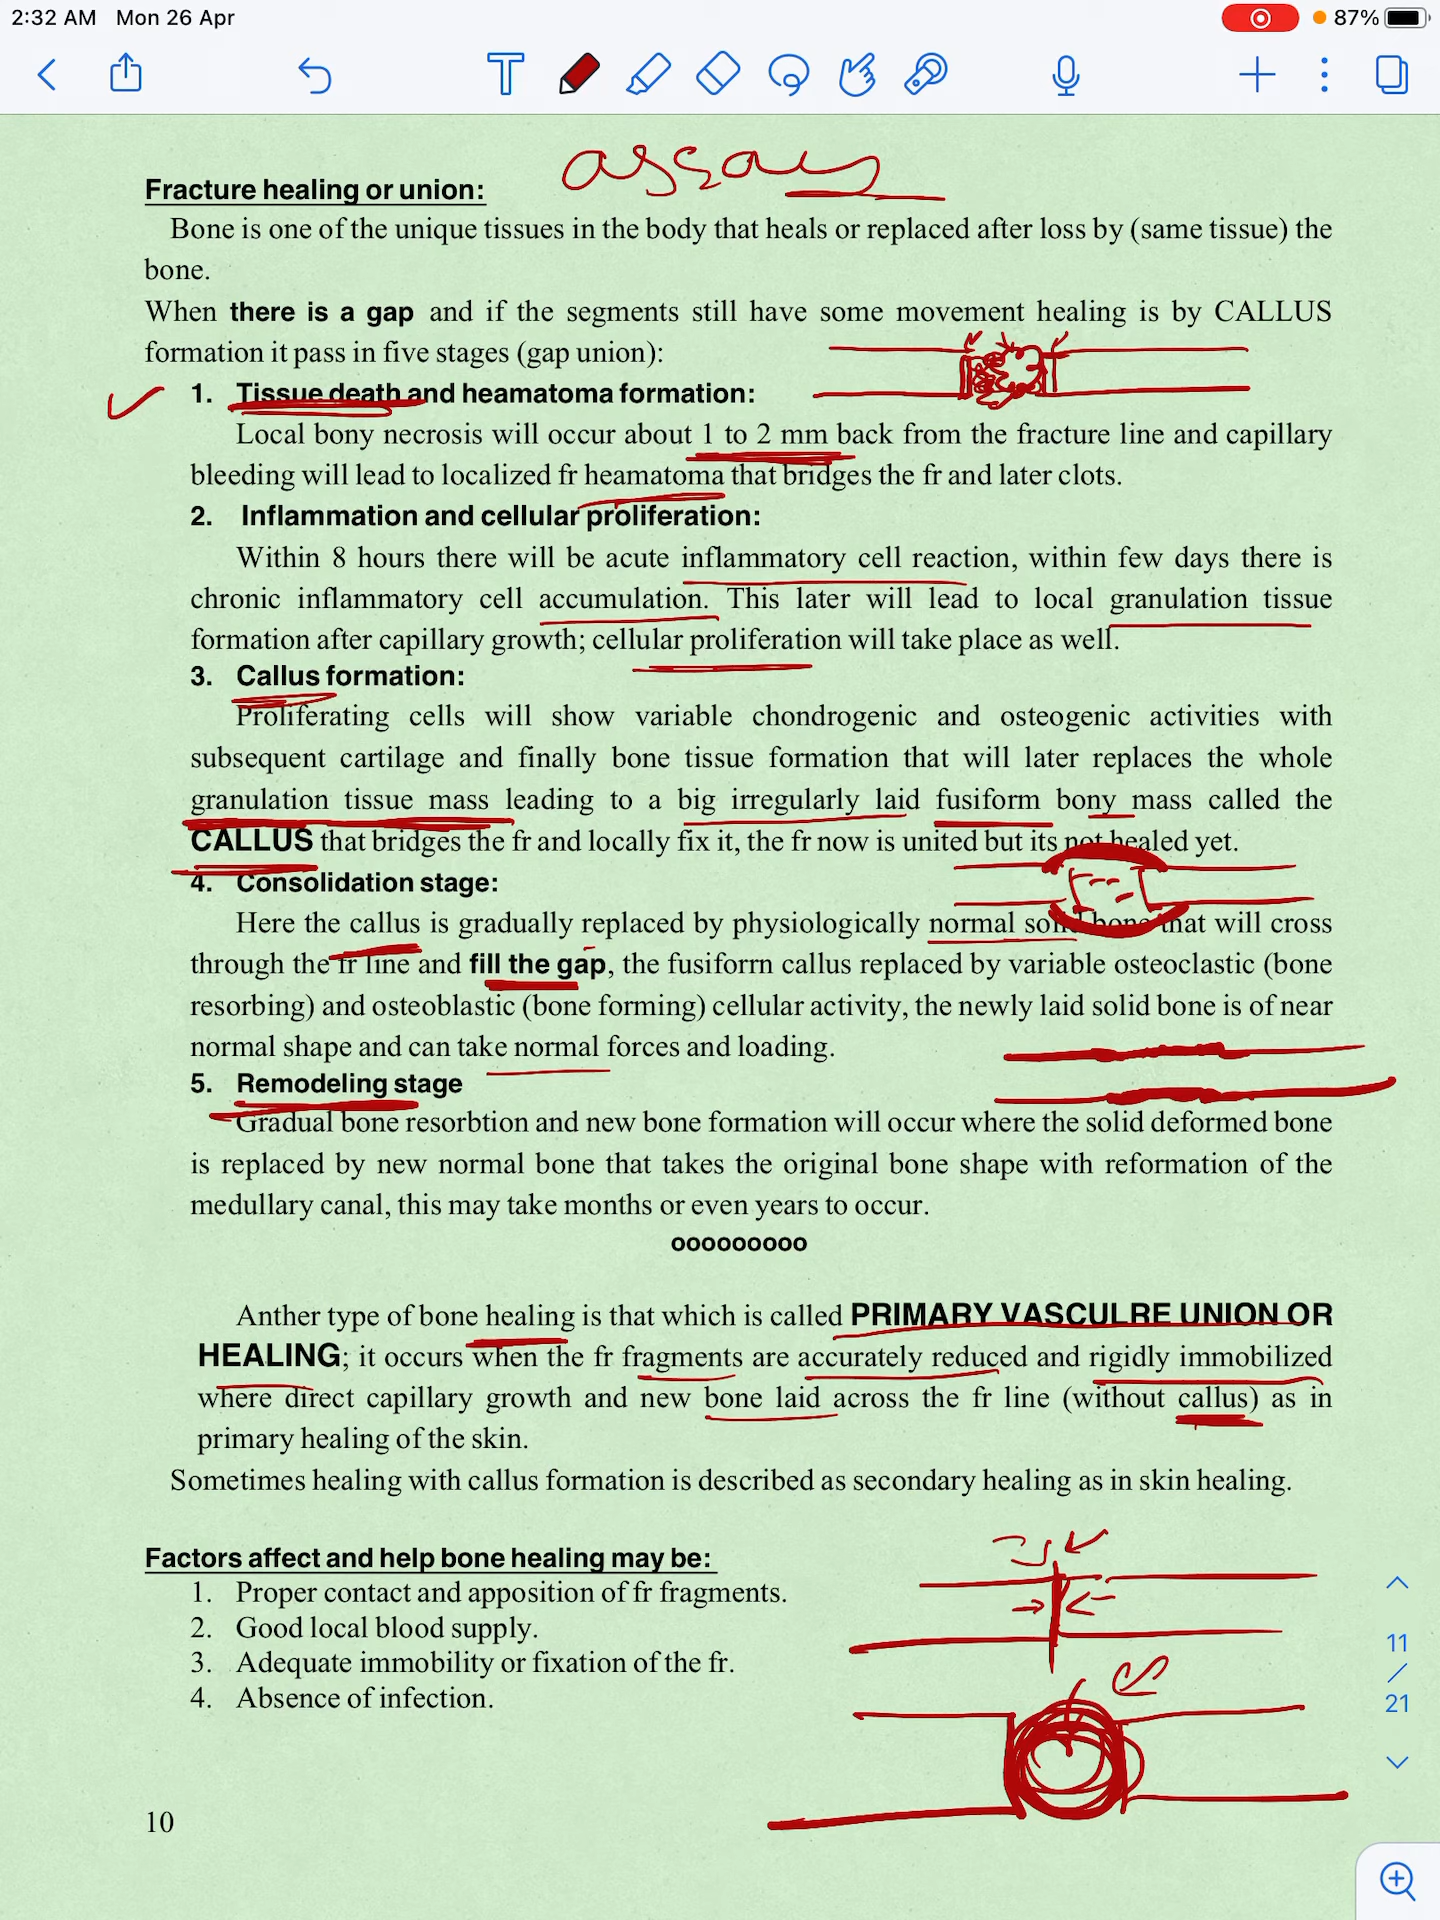 2:32 AM Mon 26 Apr
87%
T
Fracture healing or union:
Bone is one of the unique tissues in the body that heals or replaced after loss by (same tissue) the
bone.
When there is a gap and if the segments still have some movement healing is by CALLUS
formation it pass in five stages (gap union):
1. Tissue death and heamatoma formation:
Local bony necrosis will occur about 1 to 2 mm back from the fracture line and capillary
bleeding will lead to localized fr heamatoma that bridges the fr and later clots.
2. Inflammation and cellular proliferation:
Within 8 hours there will be acute inflammatory cell reaction, within few days there is
chronic inflammatory cell accumulation. This later will lead to local granulation tissue
formation after capillary growth; cellular proliferation will take place as well.
3. Callus formation:
Proliferating cells will show variable chondrogenic and osteogenic activities with
subsequent cartilage and finally bone tissue formation that will later replaces the whole
granulation tissue mass leading to a big irregularly laid fusiform bony mass called the
CALLUS that bridges the fr and locally fix it, the fr now is united but its not healed yet.
4. Consolidation stage:
Here the callus is gradually replaced by physiologically normal solid bone that will cross
through the fr line and fill the gap, the fusiforrn callus replaced by variable osteoclastic (bone
resorbing) and osteoblastic (bone forming) cellular activity, the newly laid solid bone is of near
normal shape and can take normal forces and loading.
5. Remodeling stage
Gradual bone resorbtion and new bone formation will occur where the solid deformed bone
is replaced by new normal bone that takes the original bone shape with reformation of the
medullary canal, this may take months or even years to occur.
ooooooooo
Anther type of bone healing is that which is called PRIMARY VASCULRE UNION OR
HEALING; it occurs when the fr fragments are accurately reduced and rigidly immobilized
where direct capillary growth and new bone laid across the fr line (without callus) as in
primary healing of the skin.
Sometimes healing with callus formation is described as secondary healing as in skin healing.
Factors affect and help bone healing may be:
1. Proper contact and apposition of fr fragments.
2. Good local blood supply.
3. Adequate immobility or fixation of the fr.
4. Absence of infection.
11
/
21
10